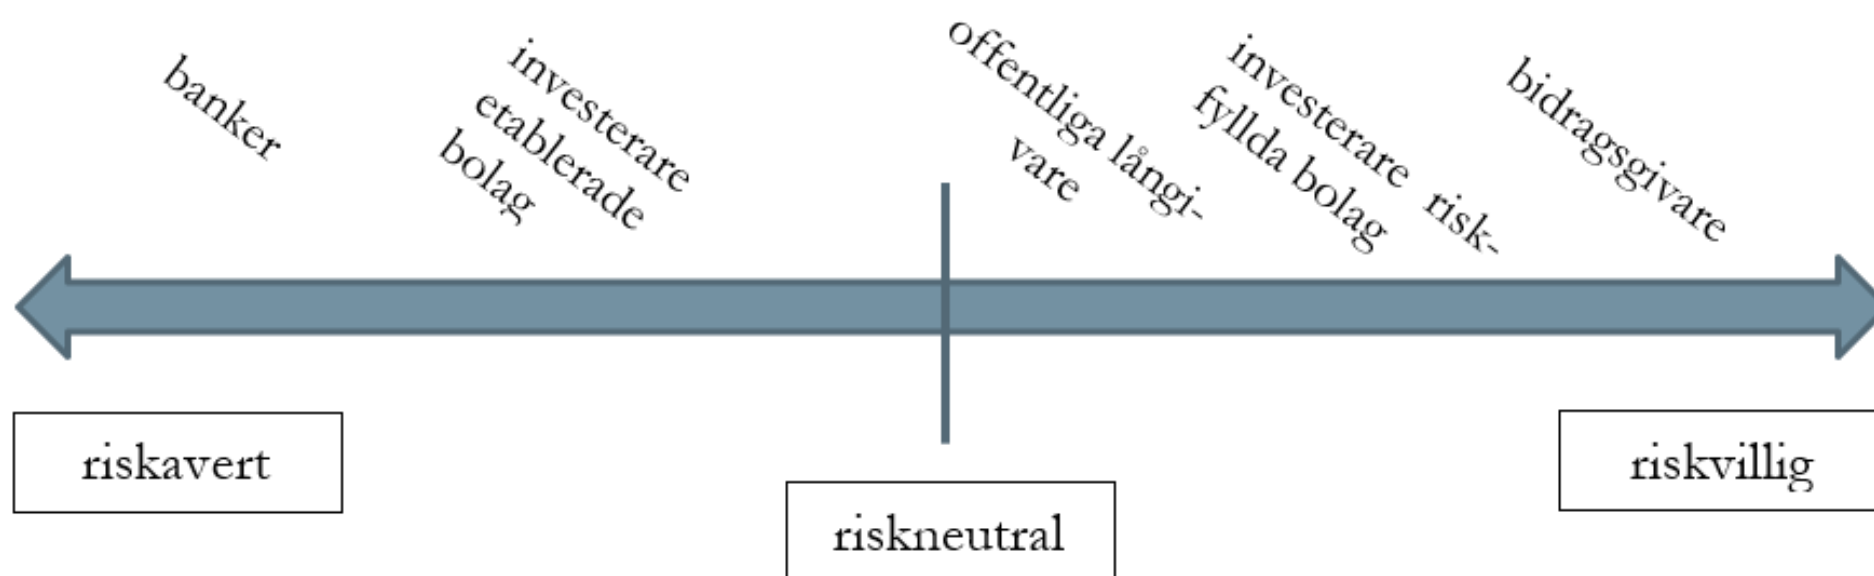 banker
investerare
etablerade
bolag
offentliga långi-
vare
investerare risk-
fyllda bolag
bidragsgivare
riskavert
riskneutral
riskvillig